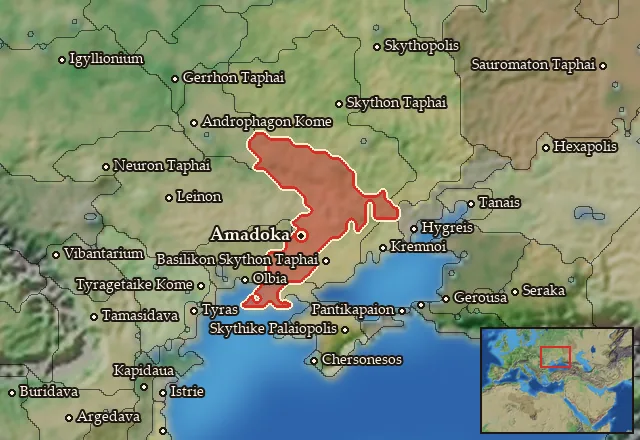 Skythopolis
Igyllionium
Sauromaton Taphai
Gerrhon Taphai
Skython Taphai
Androphagon Kome
Hexapolis
Neuron Taphai
Leinon
Tanais
Hygreis
Amadoka
Kremnoi
Vibantarium
Basilikon Skython Taphai
Olbia
Tyragetaike Kome
Seraka
Gerousa
Tyras
Pantikapaion
Tamasidava
Skythike Palaiopolis
Chersonesos
Kapidaua
Buridava
Istrie
Argedava